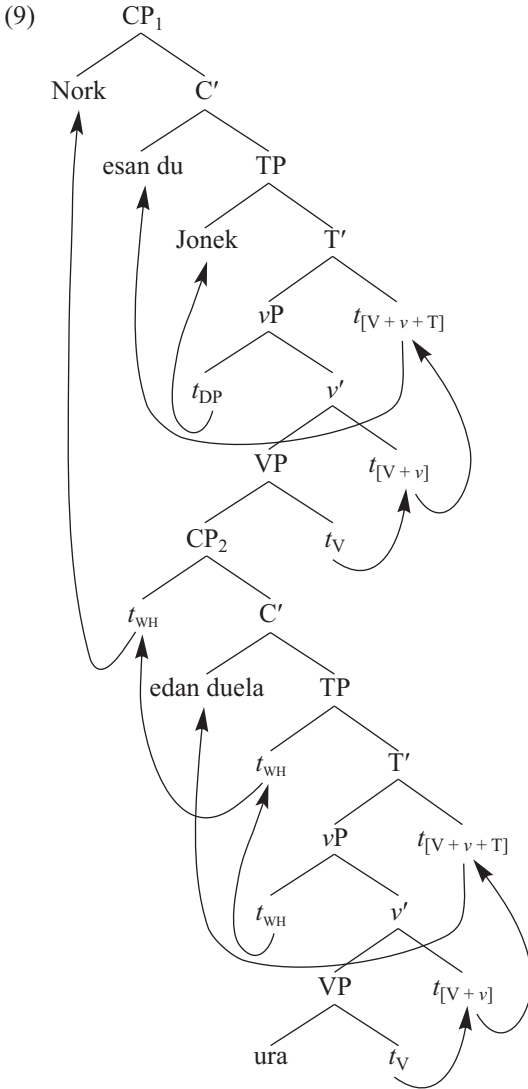 (9) CP₁
Nork C′
esan du TP
Jonek T′
vP t[V + v + T]
tDP v′
VP t[V + v]
CP₂ tV
tWH C′
edan duela TP
tWH T′
vP t[V + v + T]
tWH v′
VP t[V + v]
ura tV